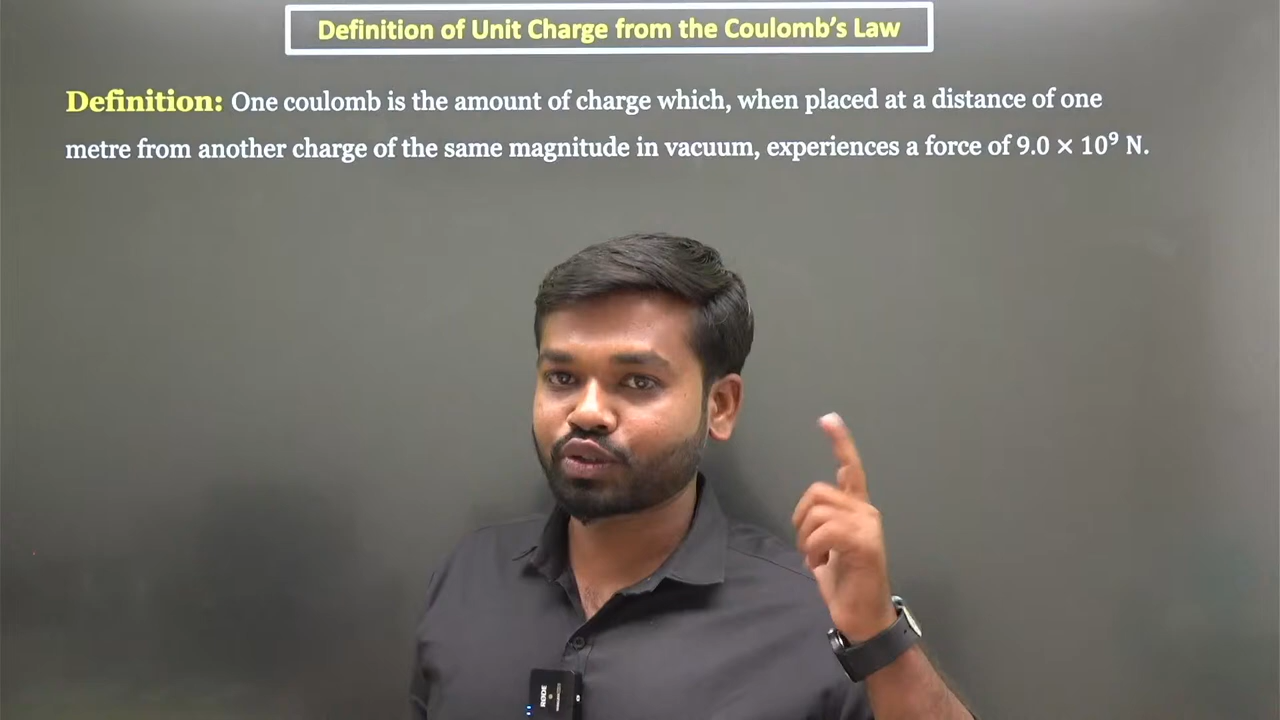 Definition of Unit Charge from the Coulomb's Law
Definition: One coulomb is the amount of charge which, when placed at a distance of one
metre from another charge of the same magnitude in vacuum, experiences a force of 9.0 × 10⁹ N.
RODE